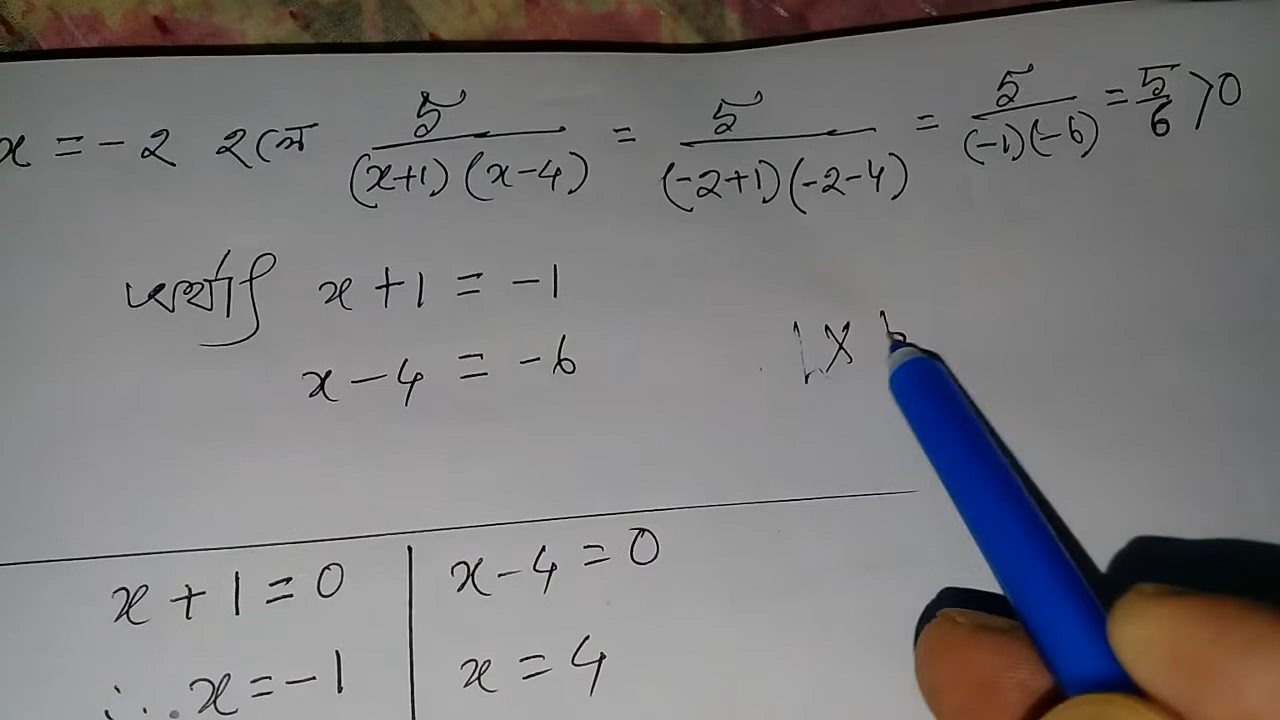 x = -2 হলে 5/(x+1)(x-4) = 5/(-2+1)(-2-4) = 5/(-1)(-6) = 5/6 > 0
অর্থাৎ x+1 = -1
x-4 = -6
x+1=0 | x-4=0
∴ x=-1 | x=4